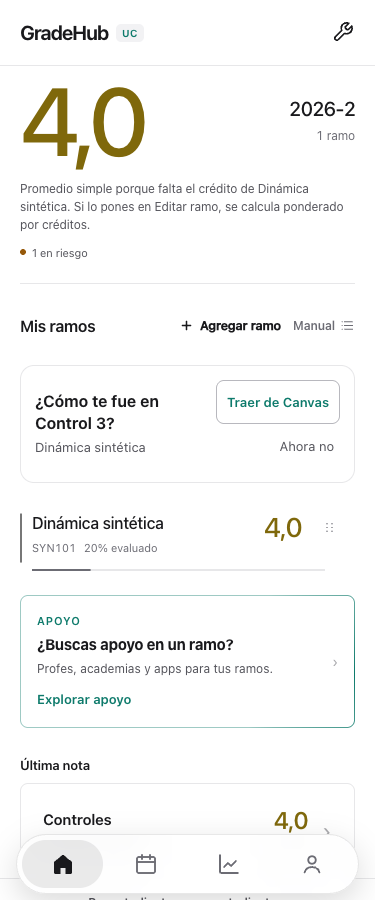 GradeHub UC
4,0
2026-2
1 ramo
Promedio simple porque falta el crédito de Dinámica
sintética. Si lo pones en Editar ramo, se calcula ponderado
por créditos.
1 en riesgo
Mis ramos
+ Agregar ramo
Manual
¿Cómo te fue en
Control 3?
Dinámica sintética
Traer de Canvas
Ahora no
Dinámica sintética
4,0
SYN101 20% evaluado
APOYO
¿Buscas apoyo en un ramo?
Profes, academias y apps para tus ramos.
Explorar apoyo
Última nota
Controles
4,0